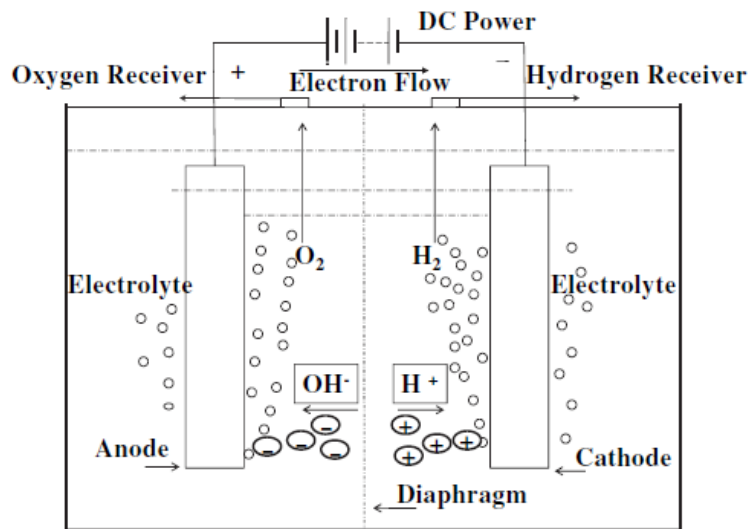 DC Power
Oxygen Receiver
+
Electron Flow
−
Hydrogen Receiver
O₂
H₂
Electrolyte
Electrolyte
OH⁻
H⁺
− − − −
+ + + +
Anode
Cathode
Diaphragm